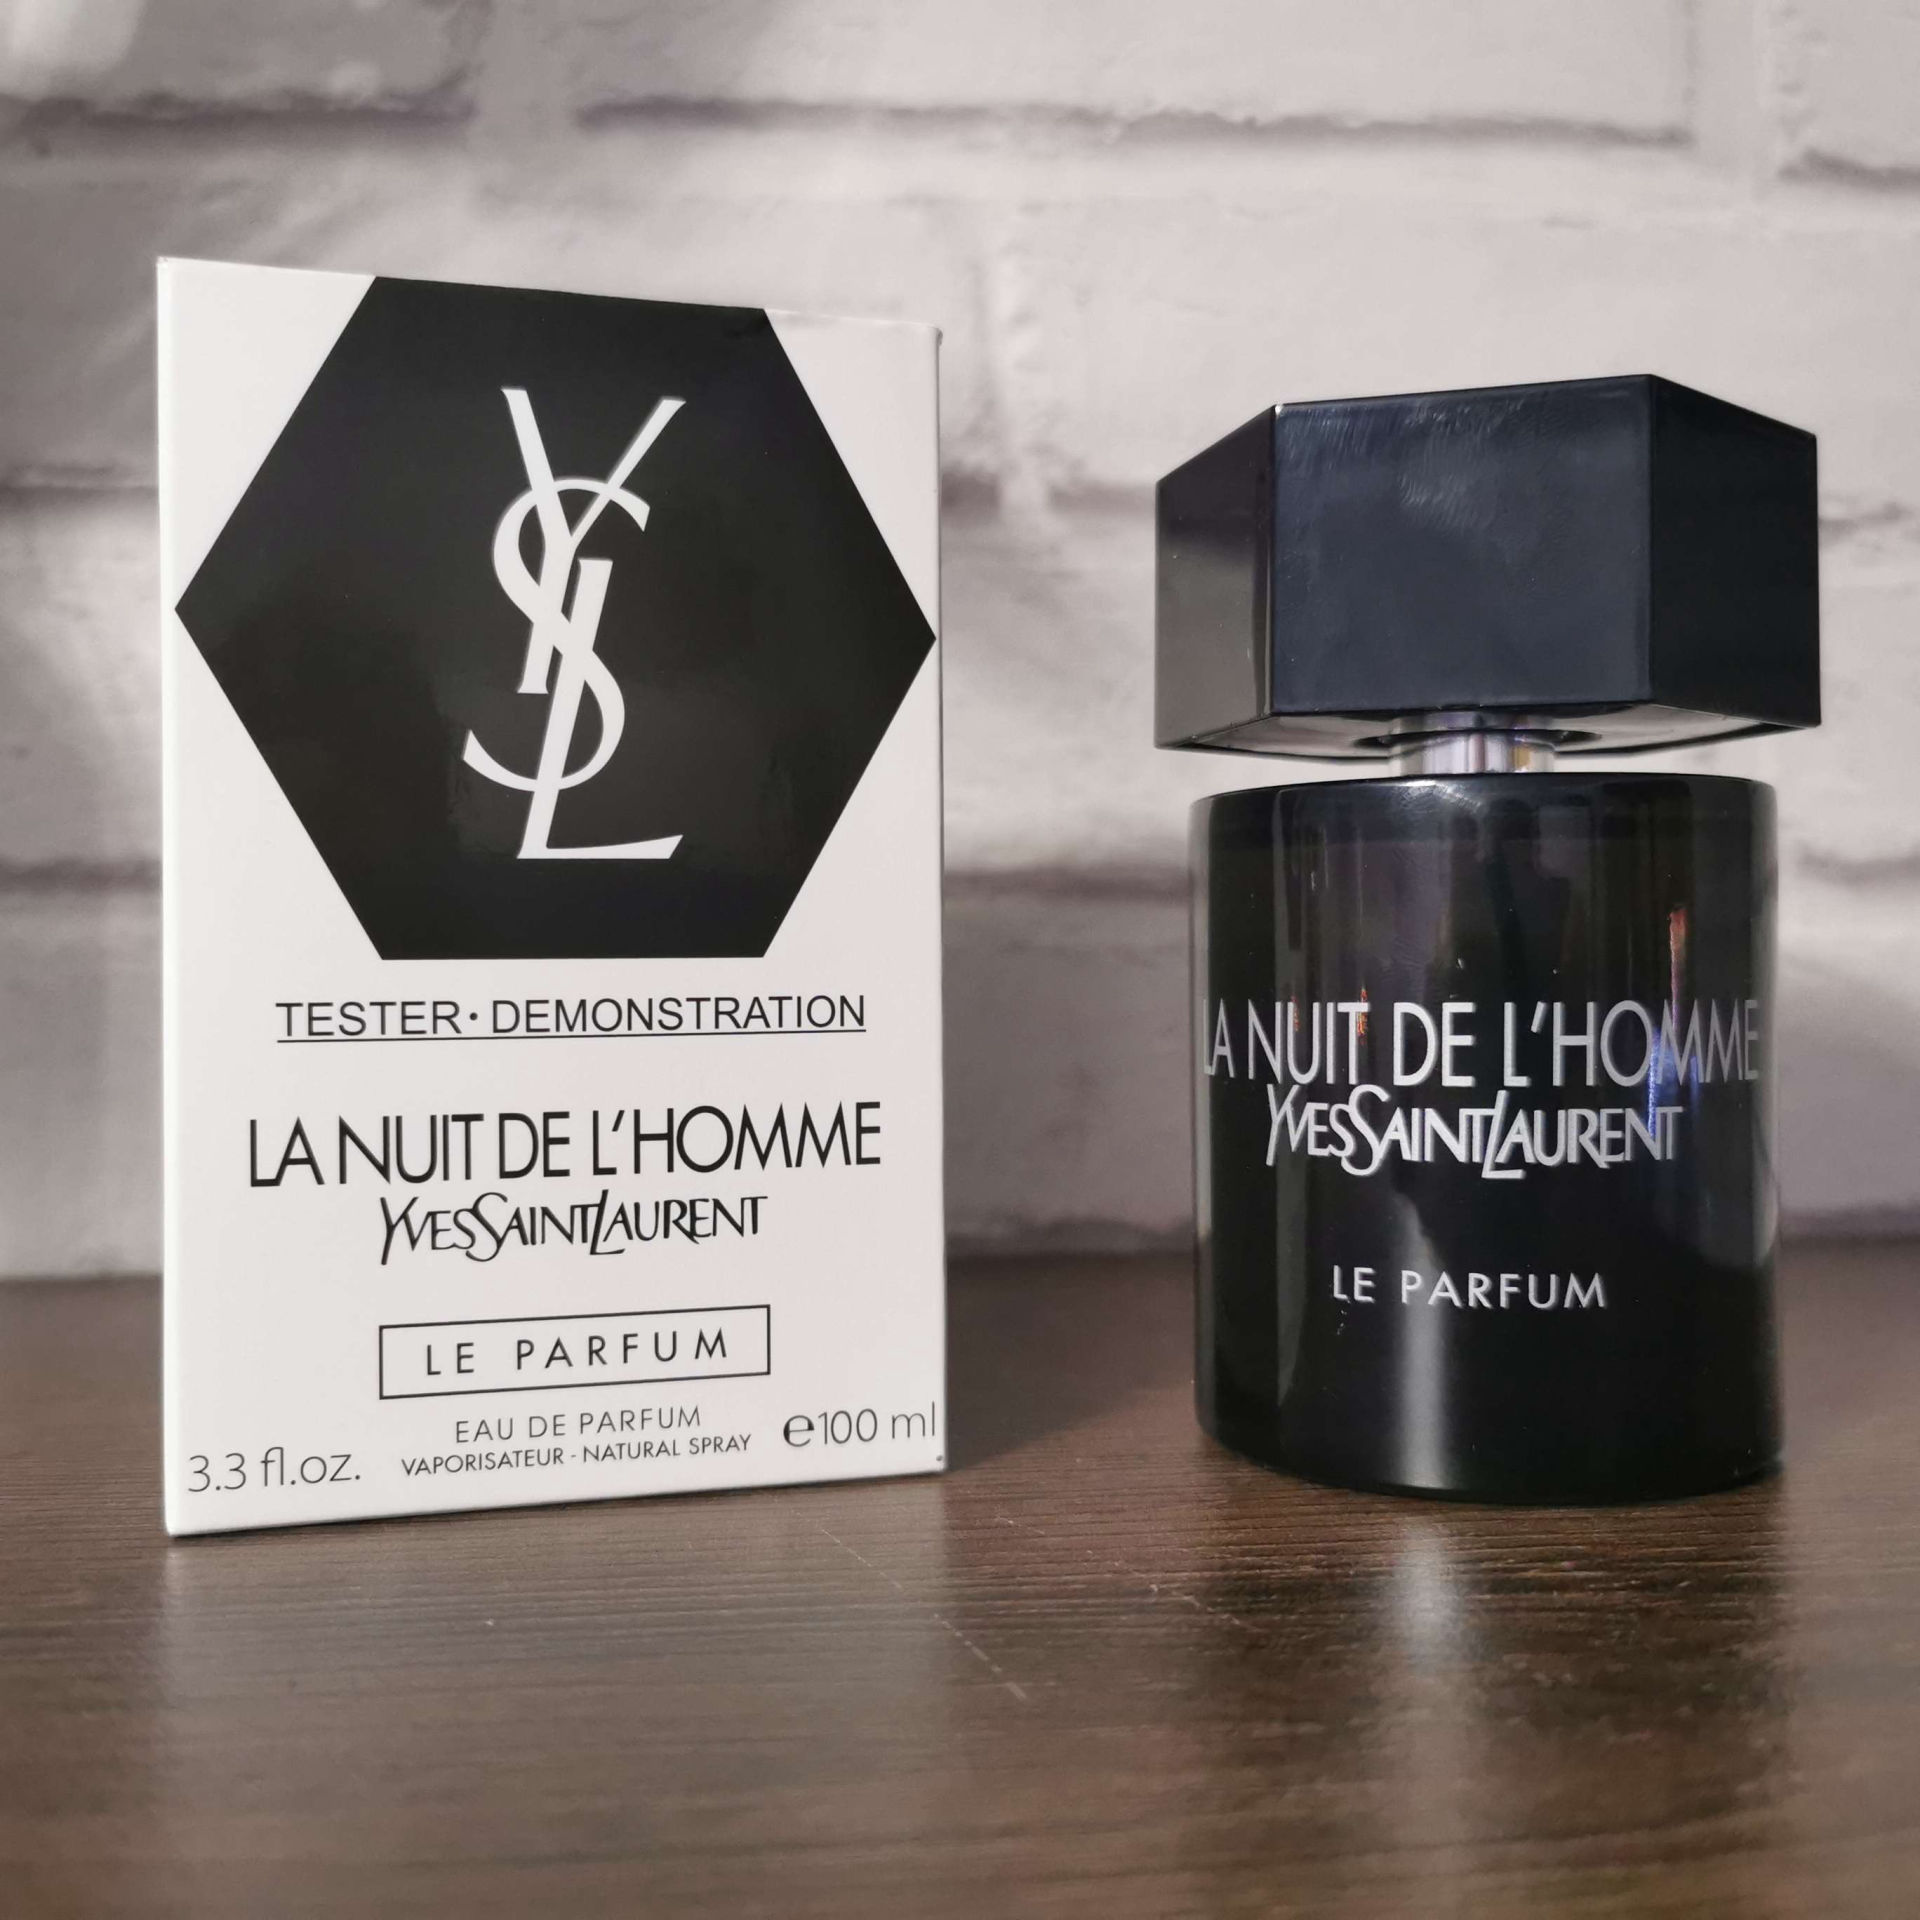 YSL
TESTER · DEMONSTRATION
LA NUIT DE L'HOMME
YVESSAINTLAURENT
LE PARFUM
EAU DE PARFUM
VAPORISATEUR - NATURAL SPRAY
3.3 fl.oz.
℮100 ml
LA NUIT DE L'HOMME
YVESSAINTLAURENT
LE PARFUM